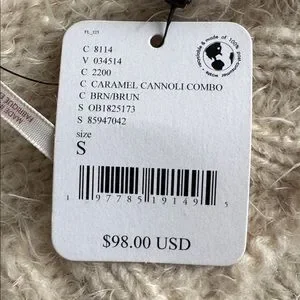 C 8114
V 034514
C 2200
C CARAMEL CANNOLI COMBO
C BRN/BRUN
S OB1825173
S 85947042
size
S
1 97785 19149 5
$98.00 USD